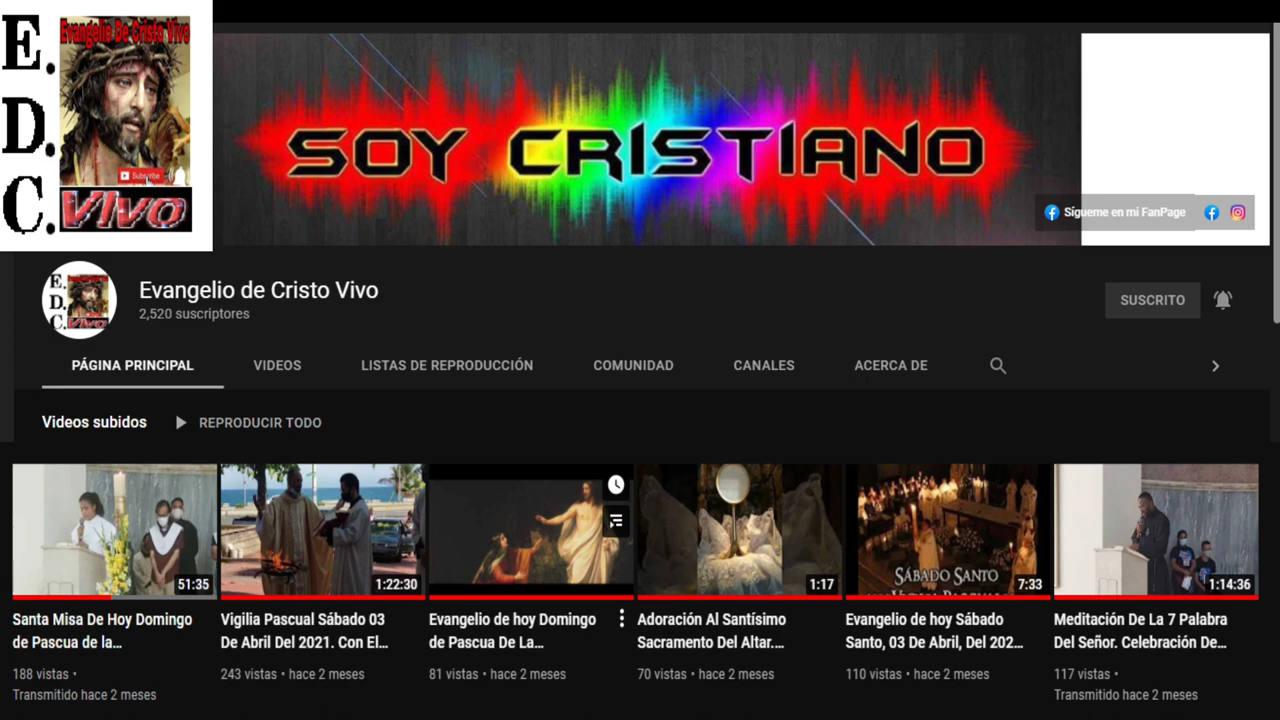 E.
D.
C.
Evangelio De Cristo Vivo
Subscribe
Vivo
SOY CRISTIANO
Sígueme en mi FanPage
E.
D.
C.
Vivo
Evangelio de Cristo Vivo
2,520 suscriptores
SUSCRITO
PÁGINA PRINCIPAL
VIDEOS
LISTAS DE REPRODUCCIÓN
COMUNIDAD
CANALES
ACERCA DE
Videos subidos
REPRODUCIR TODO
51:35
Santa Misa De Hoy Domingo
de Pascua de la...
188 vistas •
Transmitido hace 2 meses
1:22:30
Vigilia Pascual Sábado 03
De Abril Del 2021. Con El...
243 vistas • hace 2 meses
Evangelio de hoy Domingo
de Pascua De La...
81 vistas • hace 2 meses
1:17
Adoración Al Santísimo
Sacramento Del Altar....
70 vistas • hace 2 meses
SÁBADO SANTO
7:33
Evangelio de hoy Sábado
Santo, 03 De Abril, Del 202...
110 vistas • hace 2 meses
1:14:36
Meditación De La 7 Palabra
Del Señor. Celebración De...
117 vistas •
Transmitido hace 2 meses